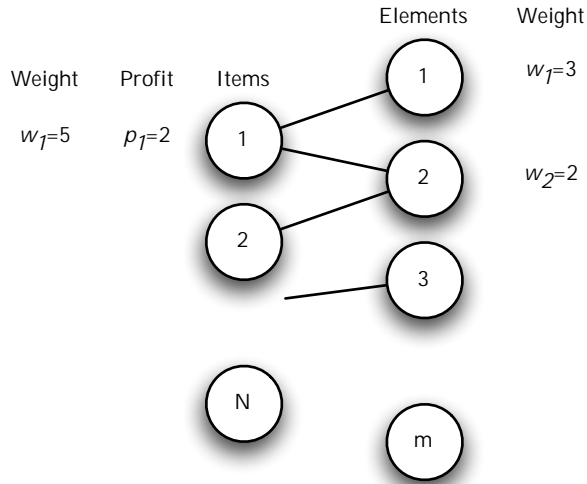 Elements Weight
1 w1=3
Weight Profit Items
w1=5 p1=2 1
2 w2=2
2
3
N
m